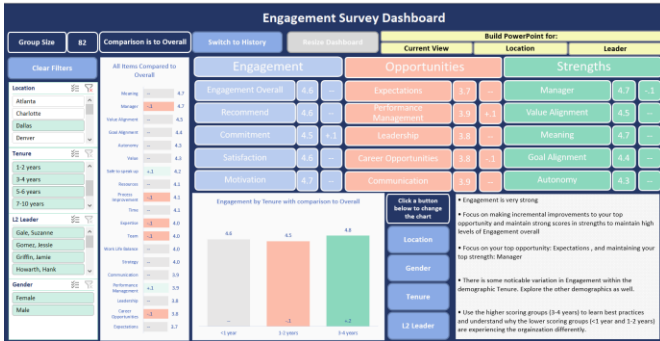 Engagement Survey Dashboard
Group Size
82
Comparison is to Overall
Switch to History
Resize Dashboard
Build PowerPoint for:
Current View
Location
Leader
Clear Filters
Location
Atlanta
Charlotte
Dallas
Denver
Tenure
1-2 years
3-4 years
5-6 years
7-10 years
L2 Leader
Gale, Suzanne
Gomez, Jessie
Griffin, Jamie
Howarth, Hank
Gender
Female
Male
All Items Compared to
Overall
Meaning -- 4.7
Manager -.1 4.7
Value Alignment -- 4.5
Goal Alignment -- 4.4
Autonomy -- 4.3
Value -- 4.3
Safe to speak up +.1 4.2
Resources -- 4.1
Process
Improvement -.1 4.1
Time -- 4.1
Expertise -.1 4.0
Team -.1 4.0
Work Life Balance -- 4.0
Strategy -- 4.0
Communication -- 3.9
Performance
Management +.1 3.9
Leadership -- 3.8
Career
Opportunities -.1 3.8
Expectations -- 3.7
Engagement
Engagement Overall 4.6 --
Recommend 4.6 --
Commitment 4.5 +.1
Satisfaction 4.6 --
Motivation 4.7 --
Opportunities
Expectations 3.7 --
Performance
Management 3.9 +.1
Leadership 3.8 --
Career Opportunities 3.8 -.1
Communication 3.9 --
Strengths
Manager 4.7 -.1
Value Alignment 4.5 --
Meaning 4.7 --
Goal Alignment 4.4 --
Autonomy 4.3 --
Engagement by Tenure with comparison to Overall
4.6
4.5
4.8
--
-.1
+.2
<1 year
1-2 years
3-4 years
Click a button
below to change
the chart
Location
Gender
Tenure
L2 Leader
• Engagement is very strong
• Focus on making incremental improvements to your top
opportunity and maintain strong scores in strengths to maintain high
levels of Engagement overall
• Focus on your top opportunity: Expectations , and maintaining your
top strength: Manager
• There is some noticable variation in Engagement within the
demographic Tenure. Explore the other demographics as well.
• Use the higher scoring groups (3-4 years) to learn best practices
and understand why the lower scoring groups (<1 year and 1-2 years)
are experiencing the orgainzation differently.